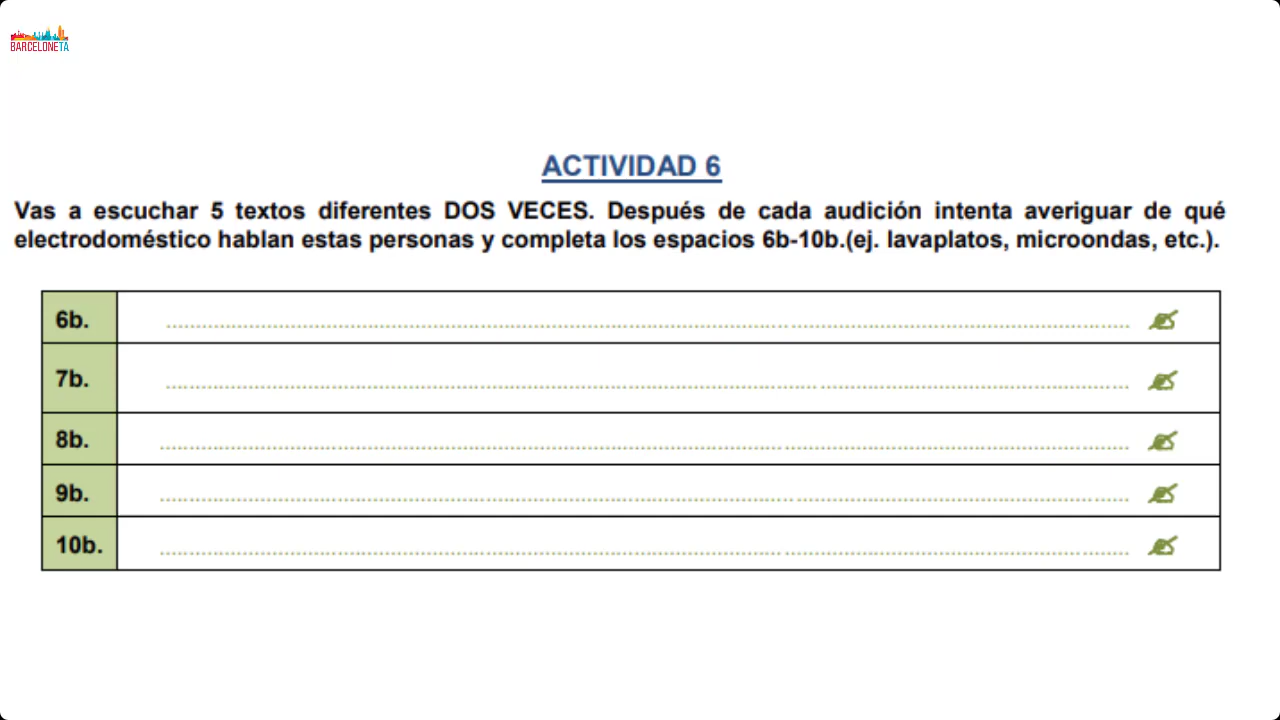 BARCELONETA
ACTIVIDAD 6
Vas a escuchar 5 textos diferentes DOS VECES. Después de cada audición intenta averiguar de qué
electrodoméstico hablan estas personas y completa los espacios 6b-10b.(ej. lavaplatos, microondas, etc.).
6b.
7b.
8b.
9b.
10b.